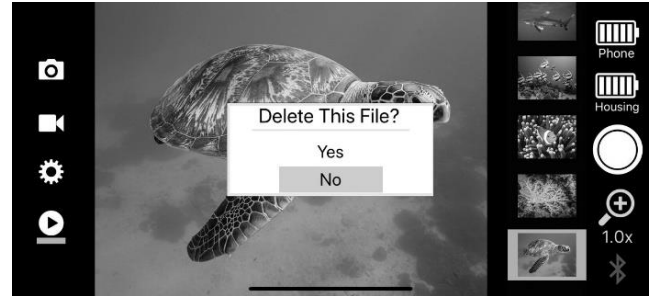 Delete This File?
Yes
No
Phone
Housing
1.0x